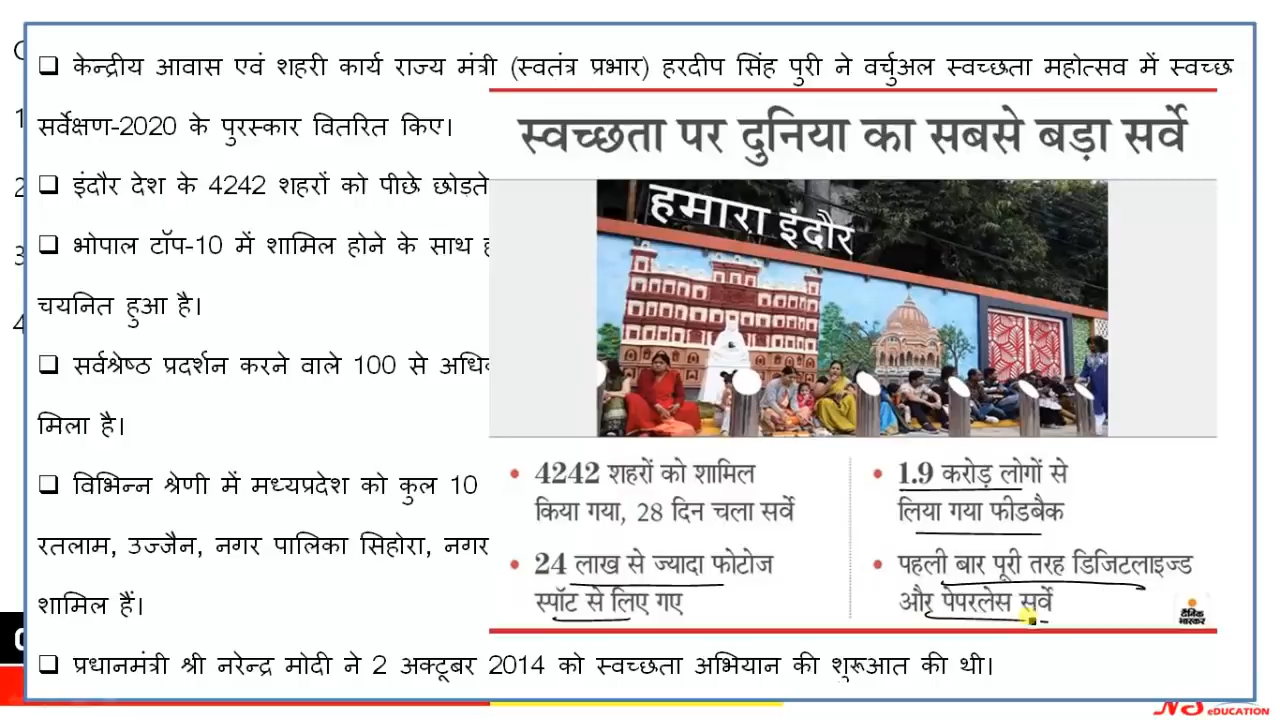 ❑ केन्द्रीय आवास एवं शहरी कार्य राज्य मंत्री (स्वतंत्र प्रभार) हरदीप सिंह पुरी ने वर्चुअल स्वच्छता महोत्सव में स्वच्छ
सर्वेक्षण-2020 के पुरस्कार वितरित किए।
❑ इंदौर देश के 4242 शहरों को पीछे छोड़ते
❑ भोपाल टॉप-10 में शामिल होने के साथ
चयनित हुआ है।
❑ सर्वश्रेष्ठ प्रदर्शन करने वाले 100 से
मिला है।
❑ विभिन्न श्रेणी में मध्यप्रदेश को कुल 10
रतलाम, उज्जैन, नगर पालिका सिहोरा, नगर
शामिल हैं।
❑ प्रधानमंत्री श्री नरेन्द्र मोदी ने 2 अक्टूबर 2014 को स्वच्छता अभियान की शुरूआत की थी।
स्वच्छता पर दुनिया का सबसे बड़ा सर्वे
हमारा इंदौर
• 4242 शहरों को शामिल
किया गया, 28 दिन चला सर्वे
• 24 लाख से ज्यादा फोटोज
स्पॉट से लिए गए
• 1.9 करोड़ लोगों से
लिया गया फीडबैक
• पहली बार पूरी तरह डिजिटलाइज्ड
और पेपरलेस सर्वे
दैनिक
भास्कर
NS eDUCATION